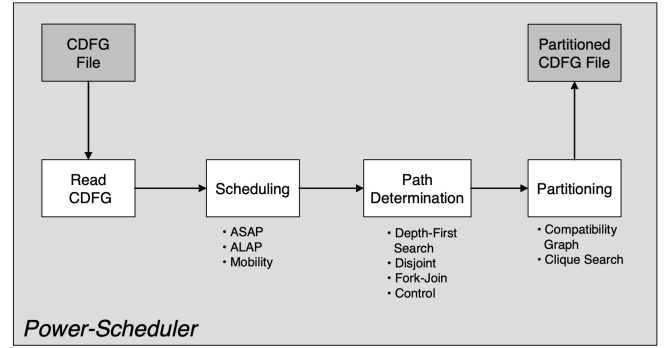 CDFG
File
Partitioned
CDFG File
Read
CDFG
Scheduling
Path
Determination
Partitioning
• ASAP
• ALAP
• Mobility
• Depth-First
Search
• Disjoint
• Fork-Join
• Control
• Compatibility
Graph
• Clique Search
Power-Scheduler